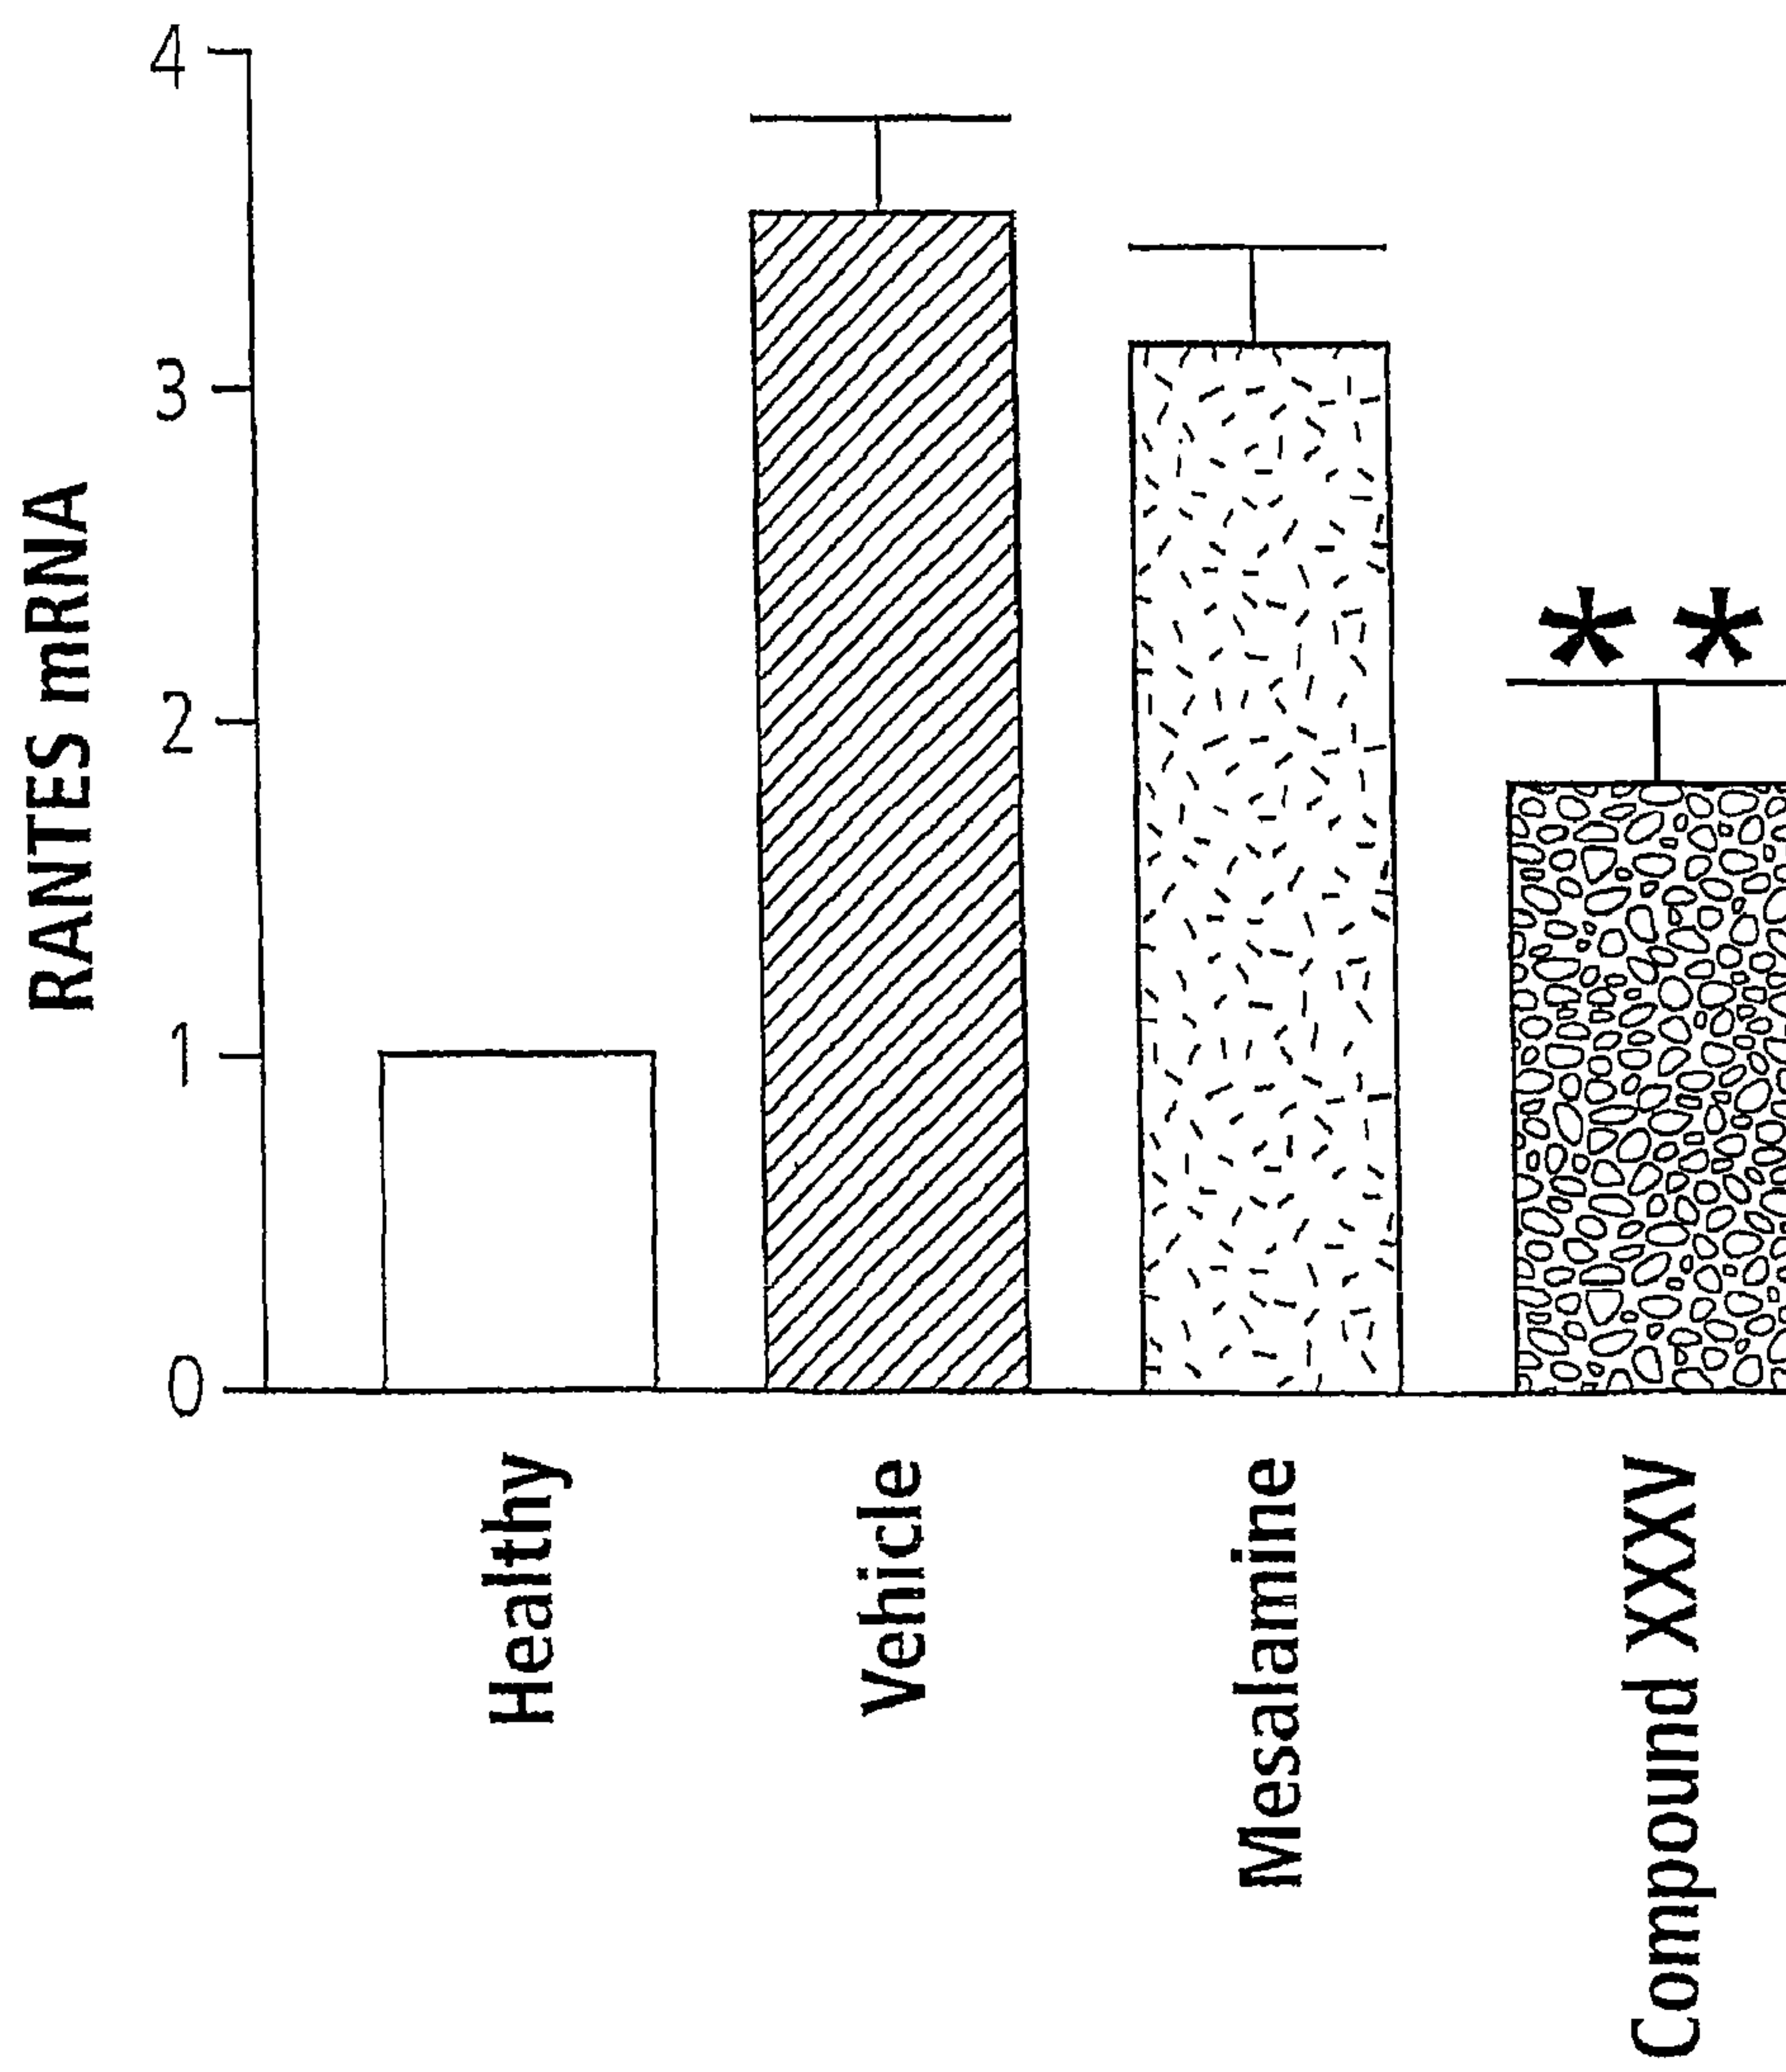 4
3
2
1
0
RANTES mRNA
**
Healthy
Vehicle
Mesalamine
Compound XXXV